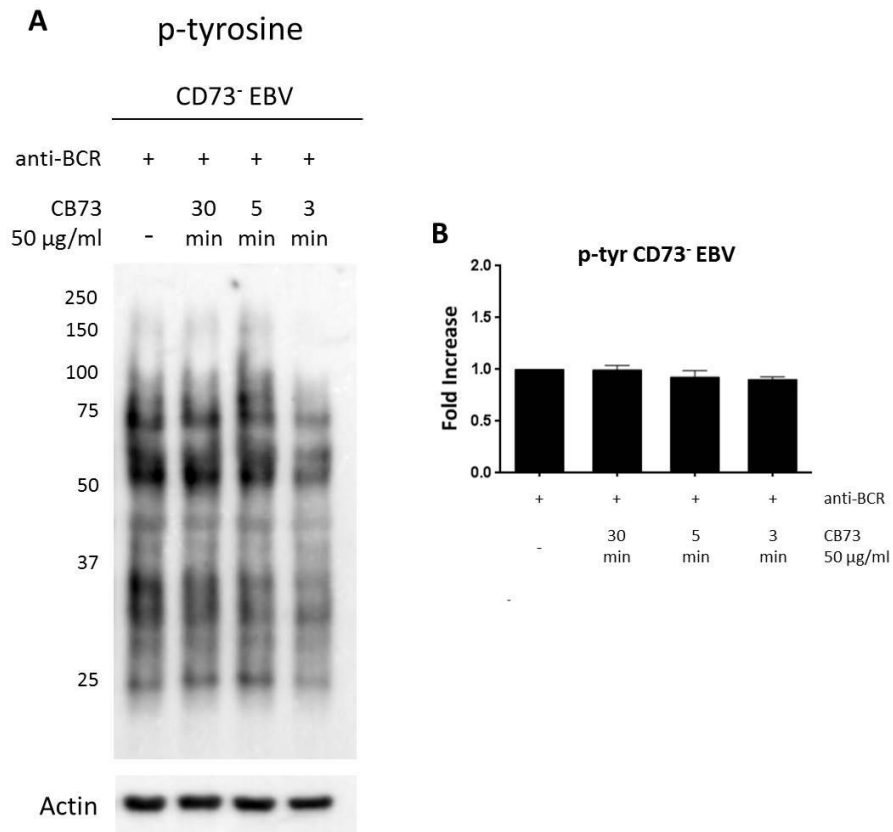 A
p-tyrosine
CD73⁻ EBV
anti-BCR + + + +
CB73 30 5 3
50 µg/ml - min min min
250
150
100
75
50
37
25
Actin
B
p-tyr CD73⁻ EBV
Fold Increase
2.0
1.5
1.0
0.5
0.0
+ + + + anti-BCR
30 5 3 CB73
- min min min 50 µg/ml
-